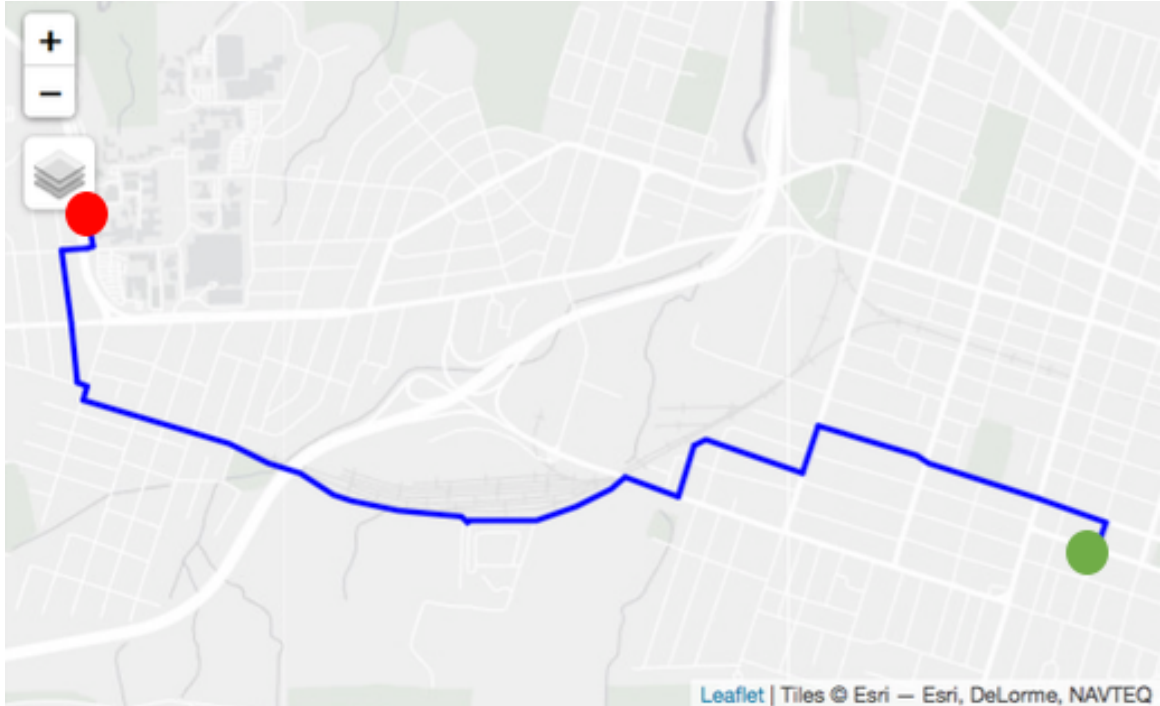 +
−
Leaflet | Tiles © Esri — Esri, DeLorme, NAVTEQ